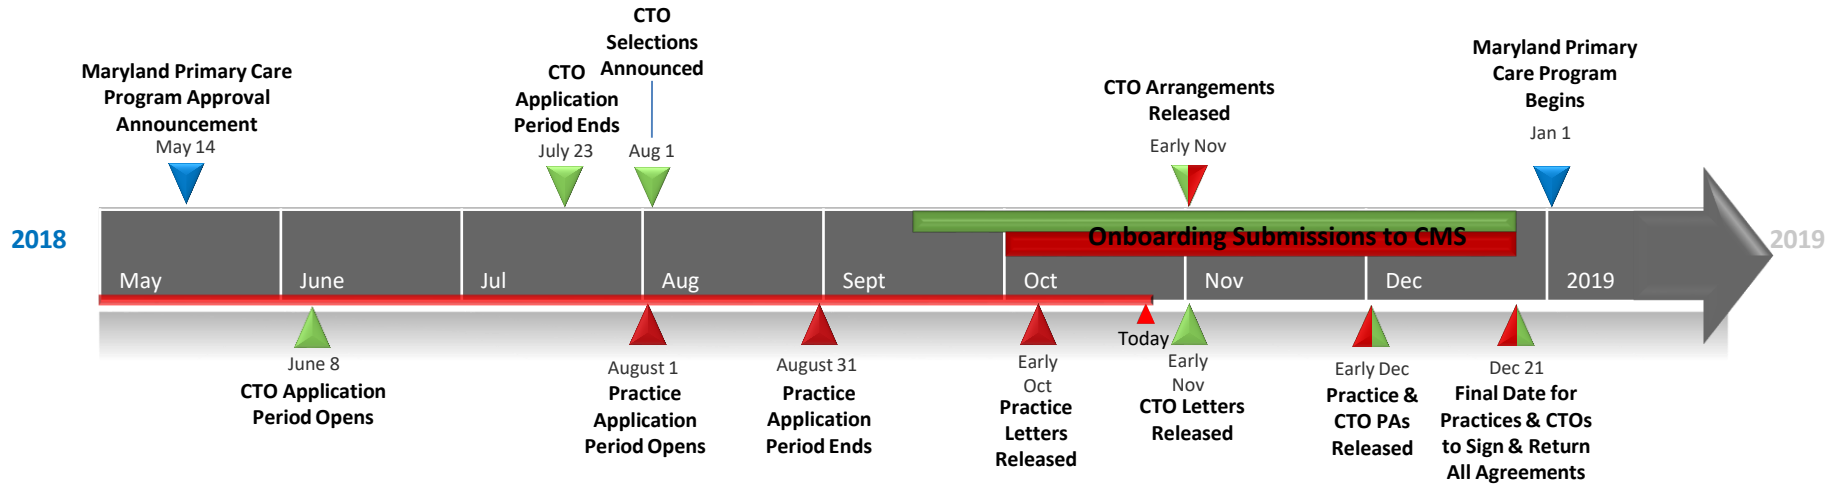 Maryland Primary Care
Program Approval
Announcement
May 14
CTO
Application
Period Ends
July 23
CTO
Selections
Announced
Aug 1
CTO Arrangements
Released
Early Nov
Maryland Primary
Care Program
Begins
Jan 1
2018
Onboarding Submissions to CMS
2019
May
June
Jul
Aug
Sept
Oct
Nov
Dec
2019
June 8
CTO Application
Period Opens
August 1
Practice
Application
Period Opens
August 31
Practice
Application
Period Ends
Early
Oct
Practice
Letters
Released
Today
Early
Nov
CTO Letters
Released
Early Dec
Practice &
CTO PAs
Released
Dec 21
Final Date for
Practices & CTOs
to Sign & Return
All Agreements